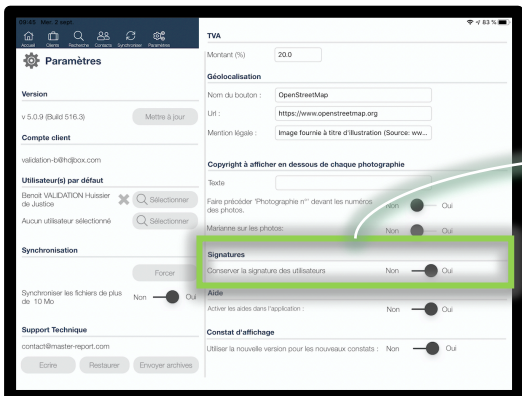 09:45 Mer. 2 sept.
83 %
Accueil Clients Recherche Contacts Synchroniser Paramètres
Paramètres
Version
v 5.0.9 (Build 516.3)
Mettre à jour
Compte client
validation-b@hdjbox.com
Utilisateur(s) par défaut
Benoit VALIDATION Huissier
de Justice
Sélectionner
Aucun utilisateur sélectionné
Sélectionner
Synchronisation
Forcer
Synchroniser les fichiers de plus
de 10 Mo
Non Oui
Support Technique
contact@master-report.com
Ecrire Restaurer Envoyer archives
TVA
Montant (%) 20.0
Géolocalisation
Nom du bouton : OpenStreetMap
Url : https://www.openstreetmap.org
Mention légale : Image fournie à titre d'illustration (Source: ww...
Copyright à afficher en dessous de chaque photographie
Texte
Faire précéder "Photographie n°" devant les numéros
des photos.
Non Oui
Marianne sur les photos: Non Oui
Signatures
Conserver la signature des utilisateurs Non Oui
Aide
Activer les aides dans l'application : Non Oui
Constat d'affichage
Utiliser la nouvelle version pour les nouveaux constats : Non Oui